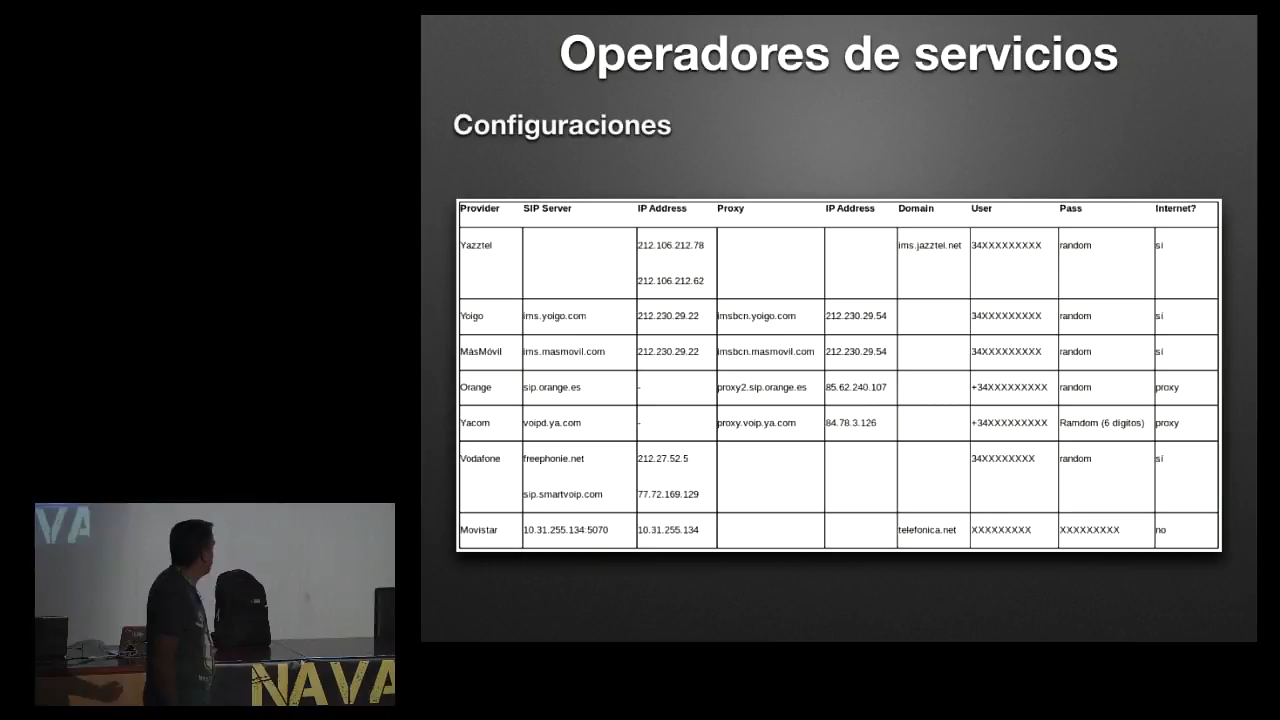 Operadores de servicios
Configuraciones
Provider SIP Server IP Address Proxy IP Address Domain User Pass Internet?
Yazztel 212.106.212.78 ims.jazztel.net 34XXXXXXXXX random sí
212.106.212.62
Yoigo ims.yoigo.com 212.230.29.22 imsbcn.yoigo.com 212.230.29.54 34XXXXXXXXX random sí
MásMóvil ims.masmovil.com 212.230.29.22 imsbcn.masmovil.com 212.230.29.54 34XXXXXXXXX random sí
Orange sip.orange.es - proxy2.sip.orange.es 85.62.240.107 +34XXXXXXXXX random proxy
Yacom voipd.ya.com - proxy.voip.ya.com 84.78.3.126 +34XXXXXXXXX Ramdom (6 dígitos) proxy
Vodafone freephonie.net 212.27.52.5 34XXXXXXXX random sí
sip.smartvoip.com 77.72.169.129
Movistar 10.31.255.134:5070 10.31.255.134 telefonica.net XXXXXXXXX XXXXXXXXX no
VA
NAVA